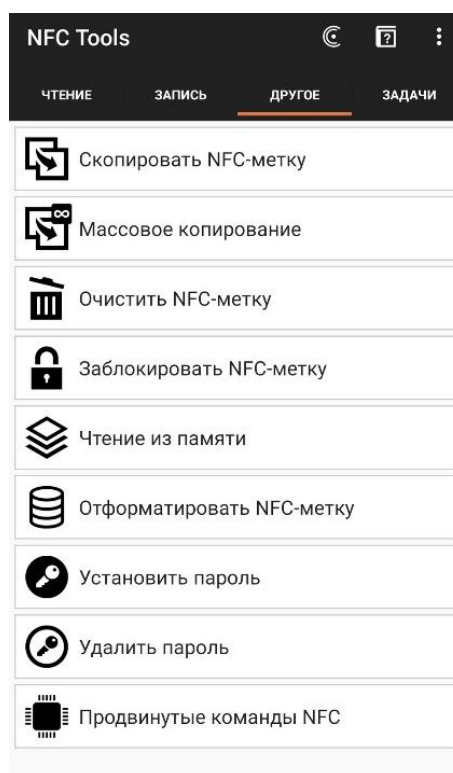 NFC Tools
ЧТЕНИЕ ЗАПИСЬ ДРУГОЕ ЗАДАЧИ
Скопировать NFC-метку
Массовое копирование
Очистить NFC-метку
Заблокировать NFC-метку
Чтение из памяти
Отформатировать NFC-метку
Установить пароль
Удалить пароль
Продвинутые команды NFC